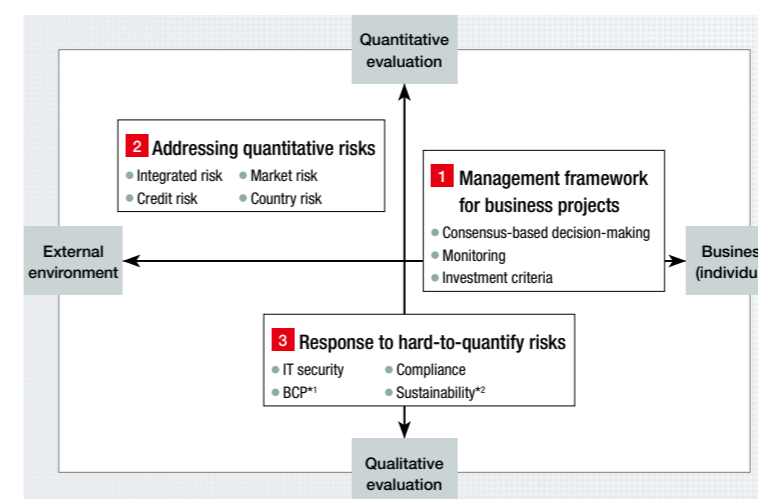 Quantitative
evaluation
2 Addressing quantitative risks
Integrated risk
Market risk
Credit risk
Country risk
1 Management framework
for business projects
Consensus-based decision-making
Monitoring
Investment criteria
External
environment
Busines
(individu
3 Response to hard-to-quantify risks
IT security
Compliance
BCP*1
Sustainability*2
Qualitative
evaluation